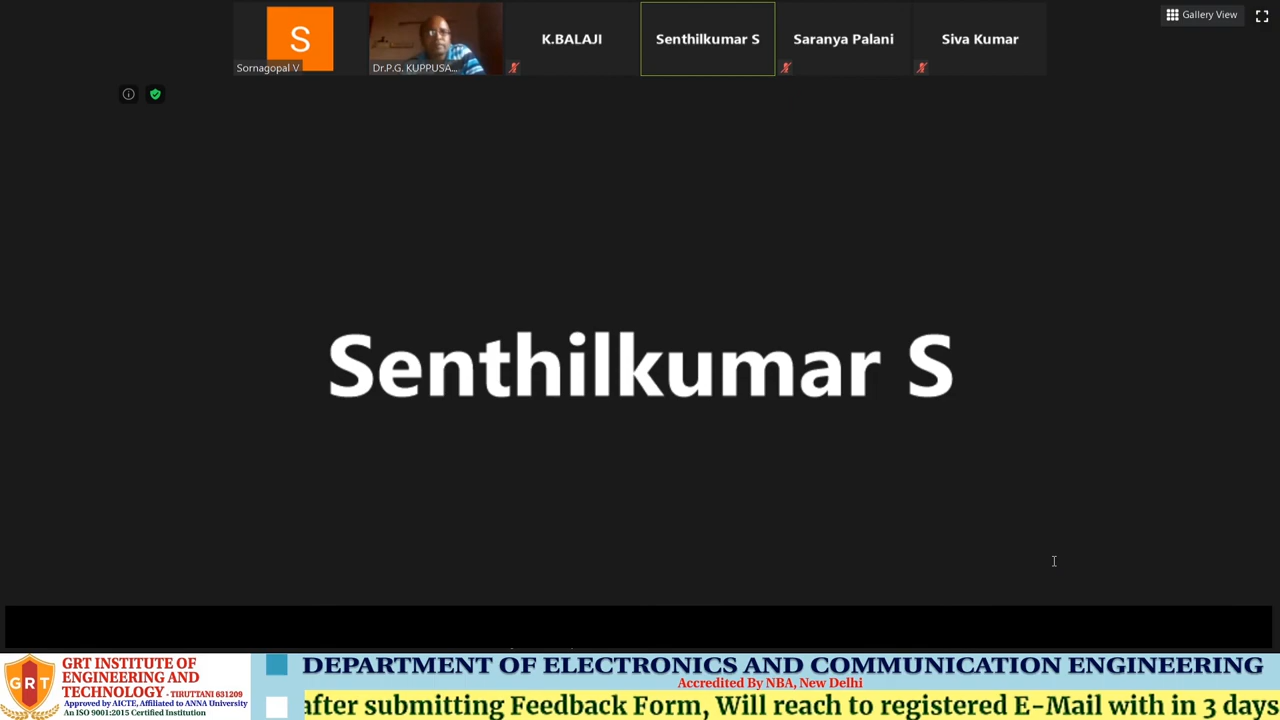 Gallery View
S
Sornagopal V
Dr.P.G. KUPPUSA...
K.BALAJI
Senthilkumar S
Saranya Palani
Siva Kumar
Senthilkumar S
GRT
GRT INSTITUTE OF
ENGINEERING AND
TECHNOLOGY - TIRUTTANI 631209
Approved by AICTE, Affiliated to ANNA University
An ISO 9001:2015 Certified Institution
DEPARTMENT OF ELECTRONICS AND COMMUNICATION ENGINEERING
Accredited By NBA, New Delhi
after submitting Feedback Form, Will reach to registered E-Mail with in 3 days